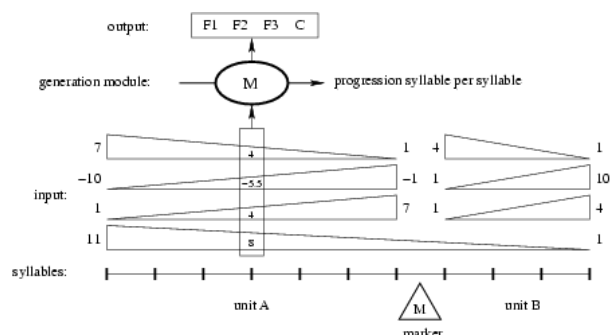 output: F1 F2 F3 C
generation module: M progression syllable per syllable
7 4 1 4 1
−10 −5.5 −1 1 10
input: 1 4 7 1 4
11 8 1
syllables:
unit A M unit B
marker